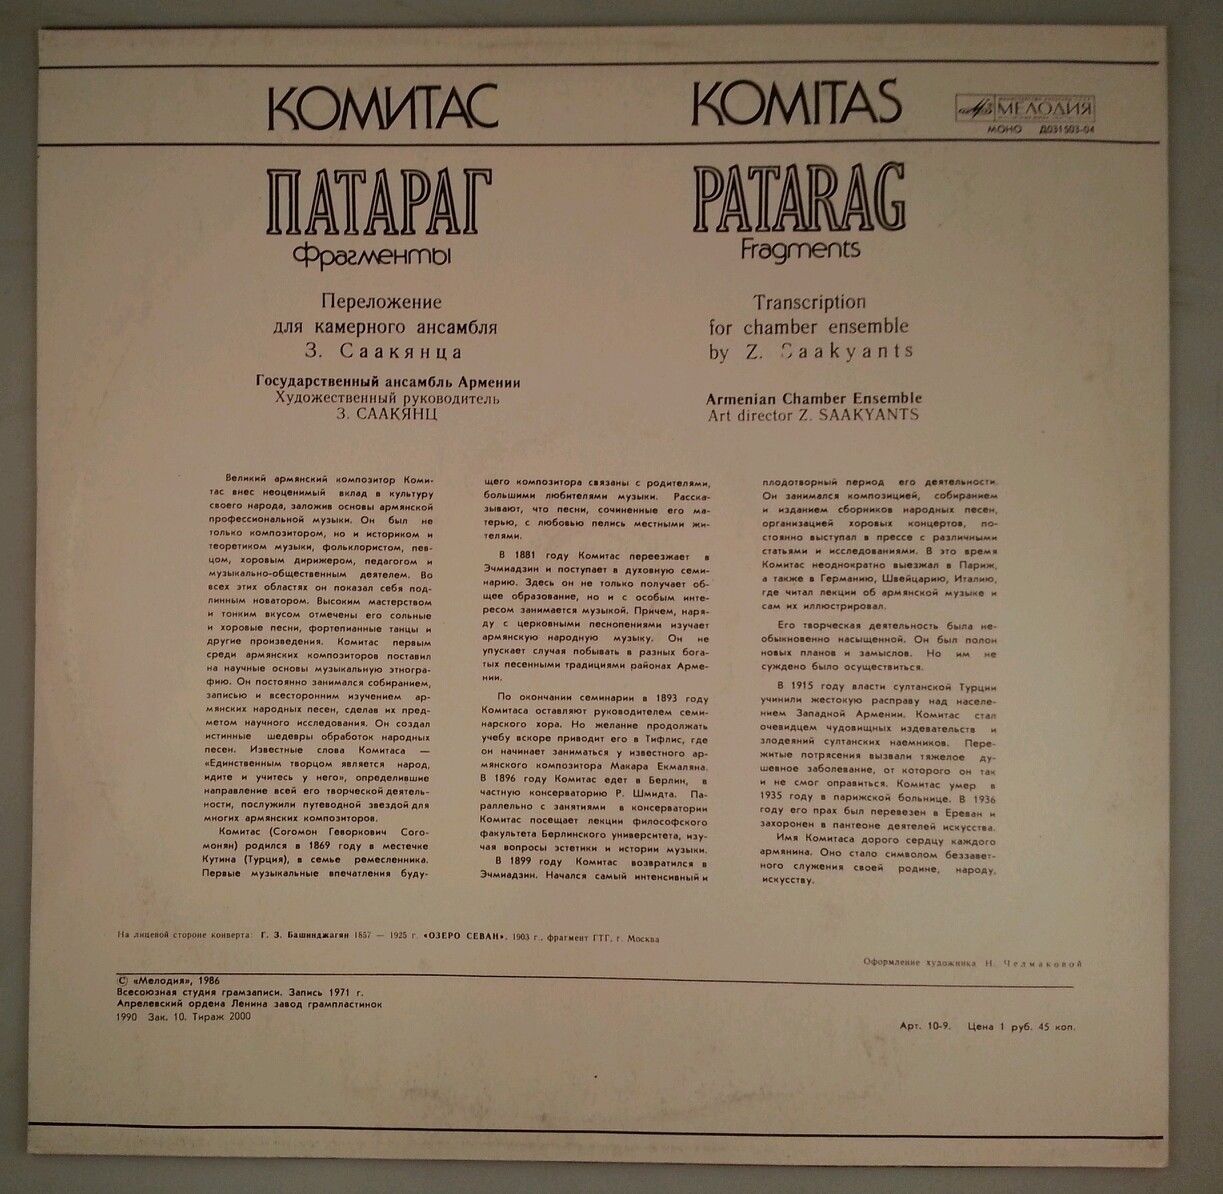 КОМИТАС
KOMITAS
МЕЛОДИЯ
МОНО Д031503-04
ПАТАРАГ
Фрагменты
PATARAG
Fragments
Переложение
для камерного ансамбля
З. Саакянца
Transcription
for chamber ensemble
by Z. Saakyants
Государственный ансамбль Армении
Художественный руководитель
З. СААКЯНЦ
Armenian Chamber Ensemble
Art director Z. SAAKYANTS
Великий армянский композитор Коми-
тас внес неоценимый вклад в культуру
своего народа, заложив основы армянской
профессиональной музыки. Он был не
только композитором, но и историком и
теоретиком музыки, фольклористом, пев-
цом, хоровым дирижером, педагогом и
музыкально-общественным деятелем. Во
всех этих областях он показал себя под-
линным новатором. Высоким мастерством
и тонким вкусом отмечены его сольные
и хоровые песни, фортепианные танцы и
другие произведения. Комитас первым
среди армянских композиторов поставил
на научные основы музыкальную этногра-
фию. Он постоянно занимался собиранием,
записью и всесторонним изучением ар-
мянских народных песен, сделав их пред-
метом научного исследования. Он создал
истинные шедевры обработок народных
песен. Известные слова Комитаса —
«Единственным творцом является народ,
идите и учитесь у него», определившие
направление всей его творческой деятель-
ности, послужили путеводной звездой для
многих армянских композиторов.
Комитас (Согомон Геворкович Сого-
монян) родился в 1869 году в местечке
Кутина (Турция), в семье ремесленника.
Первые музыкальные впечатления буду-
щего композитора связаны с родителями,
большими любителями музыки. Расска-
зывают, что песни, сочиненные его ма-
терью, с любовью пелись местными жи-
телями.
В 1881 году Комитас переезжает в
Эчмиадзин и поступает в духовную семи-
нарию. Здесь он не только получает об-
щее образование, но и с особым инте-
ресом занимается музыкой. Причем, наря-
ду с церковными песнопениями изучает
армянскую народную музыку. Он не
упускает случая побывать в разных бога-
тых песенными традициями районах Арме-
нии.
По окончании семинарии в 1893 году
Комитаса оставляют руководителем семи-
нарского хора. Но желание продолжать
учебу вскоре приводит его в Тифлис, где
он начинает заниматься у известного ар-
мянского композитора Макара Екмаляна.
В 1896 году Комитас едет в Берлин, в
частную консерваторию Р. Шмидта. Па-
раллельно с занятиями в консерватории
Комитас посещает лекции философского
факультета Берлинского университета, изу-
чая вопросы эстетики и истории музыки.
В 1899 году Комитас возвратился в
Эчмиадзин. Начался самый интенсивный и
плодотворный период его деятельности.
Он занимался композицией, собиранием
и изданием сборников народных песен,
организацией хоровых концертов, по-
стоянно выступал в прессе с различными
статьями и исследованиями. В это время
Комитас неоднократно выезжал в Париж,
а также в Германию, Швейцарию, Италию,
где читал лекции об армянской музыке и
сам их иллюстрировал.
Его творческая деятельность была не-
обыкновенно насыщенной. Он был полон
новых планов и замыслов. Но им не
суждено было осуществиться.
В 1915 году власти султанской Турции
учинили жестокую расправу над населе-
нием Западной Армении. Комитас стал
очевидцем чудовищных издевательств и
злодеяний султанских наемников. Пере-
житые потрясения вызвали тяжелое ду-
шевное заболевание, от которого он так
и не смог оправиться. Комитас умер в
1935 году в парижской больнице. В 1936
году его прах был перевезен в Ереван и
захоронен в пантеоне деятелей искусства.
Имя Комитаса дорого сердцу каждого
армянина. Оно стало символом беззавет-
ного служения своей родине, народу,
искусству.
На лицевой стороне конверта: Г. З. Башинджагян 1857 — 1925 г. «ОЗЕРО СЕВАН», 1903 г., фрагмент ГТГ, г. Москва
Оформление художника Н. Челмаковой
© «Мелодия», 1986
Всесоюзная студия грамзаписи. Запись 1971 г.
Апрелевский ордена Ленина завод грампластинок
1990 Зак. 10. Тираж 2000
Арт. 10-9. Цена 1 руб. 45 коп.